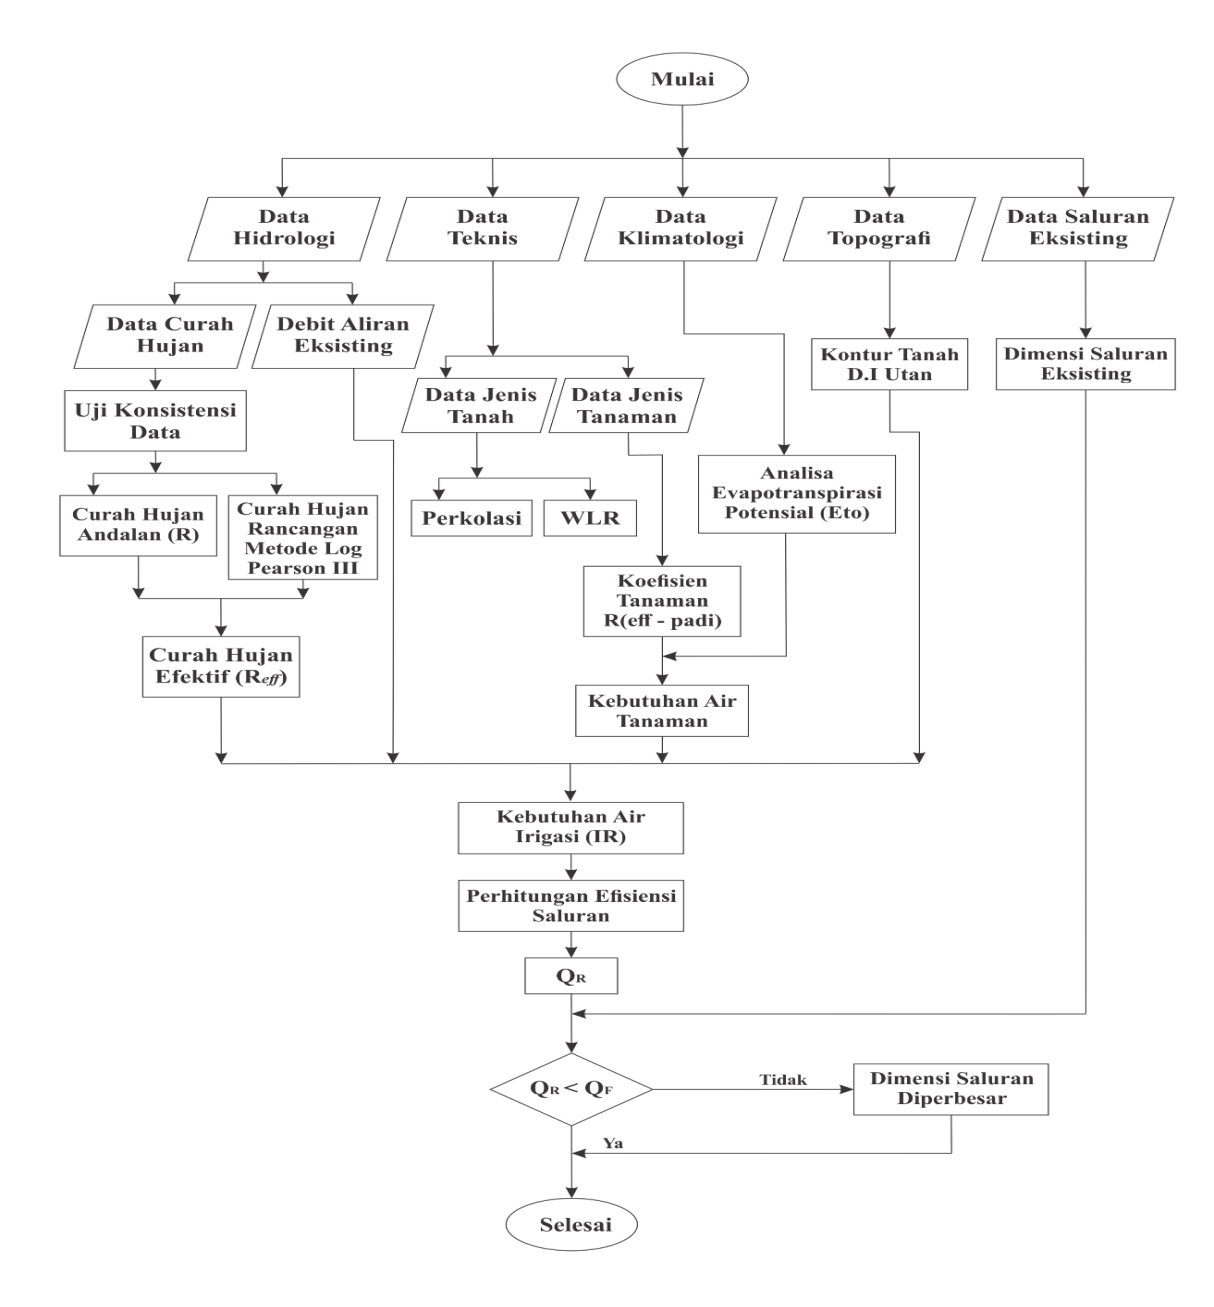 Mulai
Data
Hidrologi
Data
Teknis
Data
Klimatologi
Data
Topografi
Data Saluran
Eksisting
Data Curah
Hujan
Debit Aliran
Eksisting
Kontur Tanah
D.I Utan
Dimensi Saluran
Eksisting
Data Jenis
Tanah
Data Jenis
Tanaman
Uji Konsistensi
Data
Analisa
Evapotranspirasi
Potensial (Eto)
Curah Hujan
Andalan (R)
Curah Hujan
Rancangan
Metode Log
Pearson III
Perkolasi
WLR
Koefisien
Tanaman
R(eff - padi)
Curah Hujan
Efektif (Reff)
Kebutuhan Air
Tanaman
Kebutuhan Air
Irigasi (IR)
Perhitungan Efisiensi
Saluran
QR
QR < QF
Tidak
Dimensi Saluran
Diperbesar
Ya
Selesai